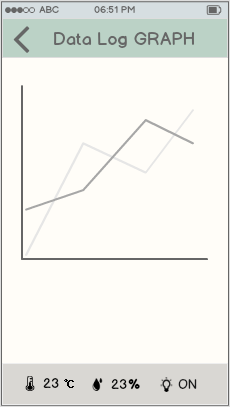 ABC 06:51 PM
Data Log GRAPH
23 ℃ 23% ON